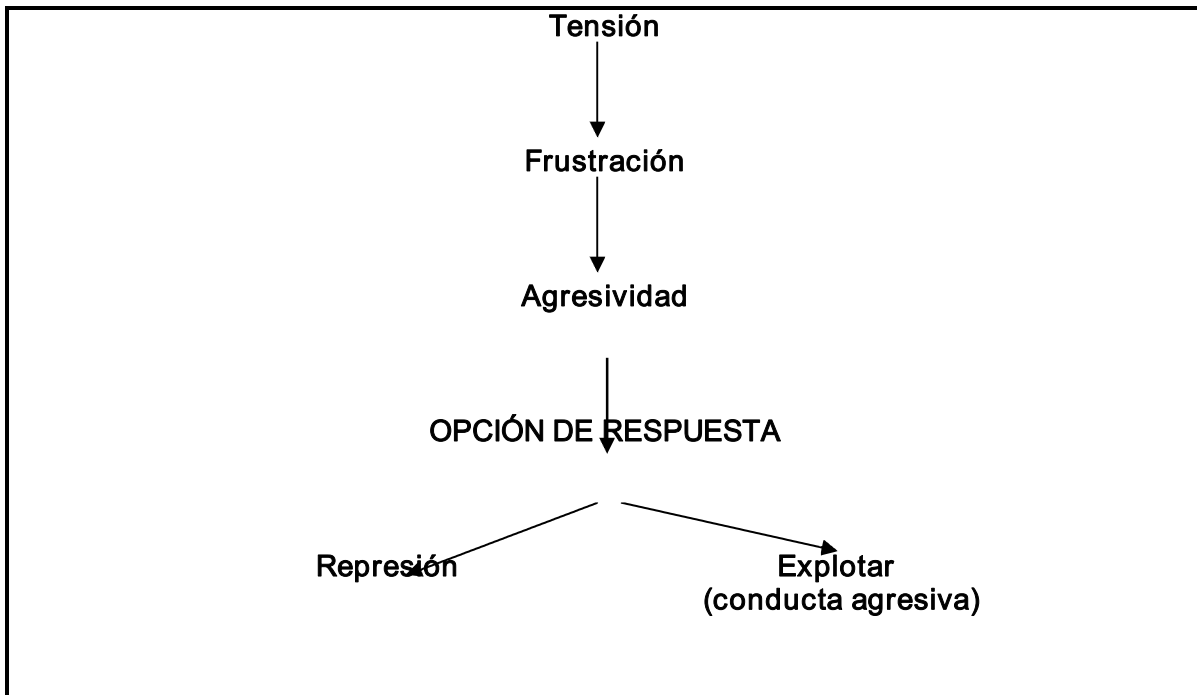 Tensión
Frustración
Agresividad
OPCIÓN DE RESPUESTA
Represión
Explotar
(conducta agresiva)